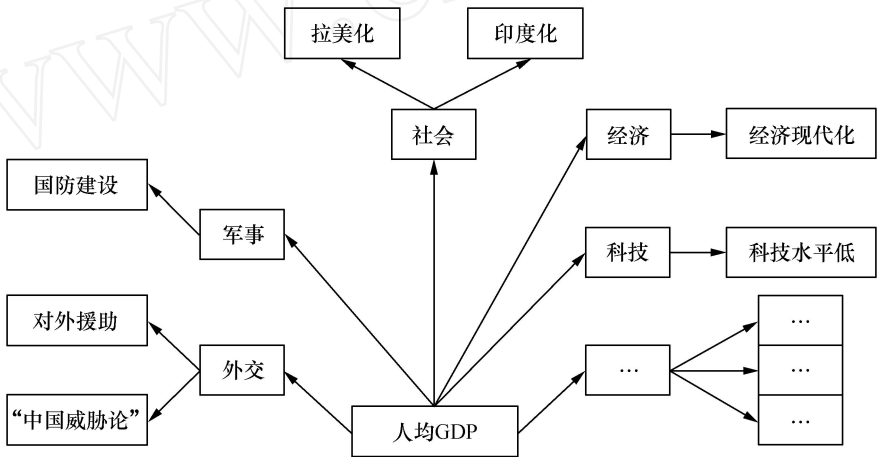 拉美化
印度化
社会
经济
经济现代化
国防建设
军事
科技
科技水平低
对外援助
外交
…
…
…
…
“中国威胁论”
人均GDP